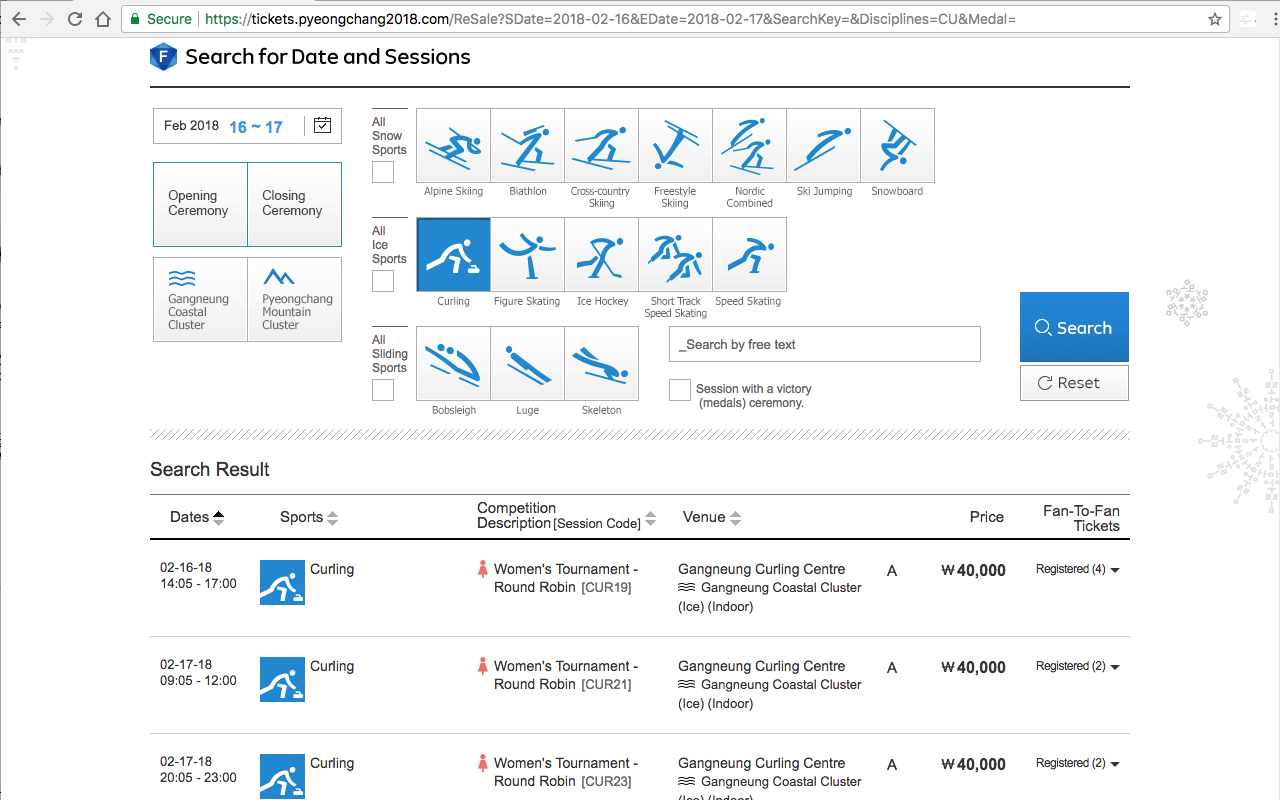 Secure https://tickets.pyeongchang2018.com/ReSale?SDate=2018-02-16&EDate=2018-02-17&SearchKey=&Disciplines=CU&Medal=
F Search for Date and Sessions
Feb 2018 16 ~ 17
Opening
Ceremony
Closing
Ceremony
Gangneung
Coastal
Cluster
Pyeongchang
Mountain
Cluster
All
Snow
Sports
Alpine Skiing
Biathlon
Cross-country
Skiing
Freestyle
Skiing
Nordic
Combined
Ski Jumping
Snowboard
All
Ice
Sports
Curling
Figure Skating
Ice Hockey
Short Track
Speed Skating
Speed Skating
All
Sliding
Sports
Bobsleigh
Luge
Skeleton
_Search by free text
Session with a victory
(medals) ceremony.
Search
Reset
Search Result
Dates
Sports
Competition
Description [Session Code]
Venue
Price
Fan-To-Fan
Tickets
02-16-18
14:05 - 17:00
Curling
Women's Tournament -
Round Robin [CUR19]
Gangneung Curling Centre
Gangneung Coastal Cluster
(Ice) (Indoor)
A
₩40,000
Registered (4)
02-17-18
09:05 - 12:00
Curling
Women's Tournament -
Round Robin [CUR21]
Gangneung Curling Centre
Gangneung Coastal Cluster
(Ice) (Indoor)
A
₩40,000
Registered (2)
02-17-18
20:05 - 23:00
Curling
Women's Tournament -
Round Robin [CUR23]
Gangneung Curling Centre
Gangneung Coastal Cluster
(Ice) (Indoor)
A
₩40,000
Registered (2)